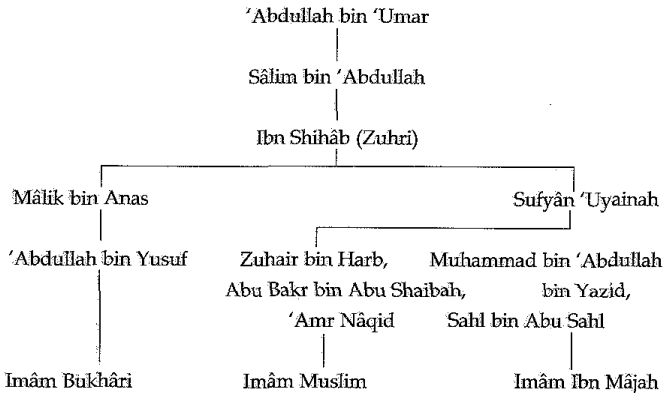 ‘Abdullah bin ‘Umar
Sâlim bin ‘Abdullah
Ibn Shihâb (Zuhri)
Mâlik bin Anas
Sufyân ‘Uyainah
‘Abdullah bin Yusuf
Zuhair bin Harb,
Abu Bakr bin Abu Shaibah,
‘Amr Nâqid
Muhammad bin ‘Abdullah
bin Yazid,
Sahl bin Abu Sahl
Imâm Bukhâri
Imâm Muslim
Imâm Ibn Mâjah